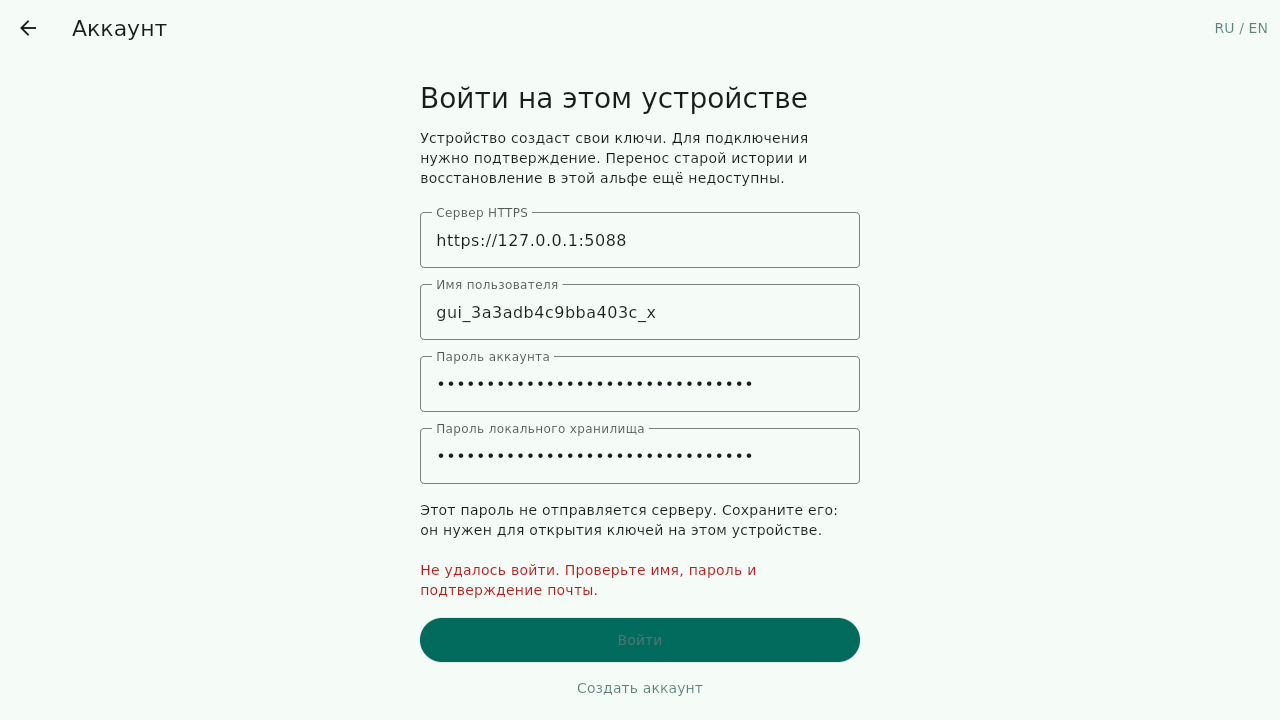 Аккаунт
RU / EN
Войти на этом устройстве
Устройство создаст свои ключи. Для подключения
нужно подтверждение. Перенос старой истории и
восстановление в этой альфе ещё недоступны.
Сервер HTTPS
https://127.0.0.1:5088
Имя пользователя
gui_3a3adb4c9bba403c_x
Пароль аккаунта
••••••••••••••••••••••••••••••••
Пароль локального хранилища
••••••••••••••••••••••••••••••••
Этот пароль не отправляется серверу. Сохраните его:
он нужен для открытия ключей на этом устройстве.
Не удалось войти. Проверьте имя, пароль и
подтверждение почты.
Войти
Создать аккаунт